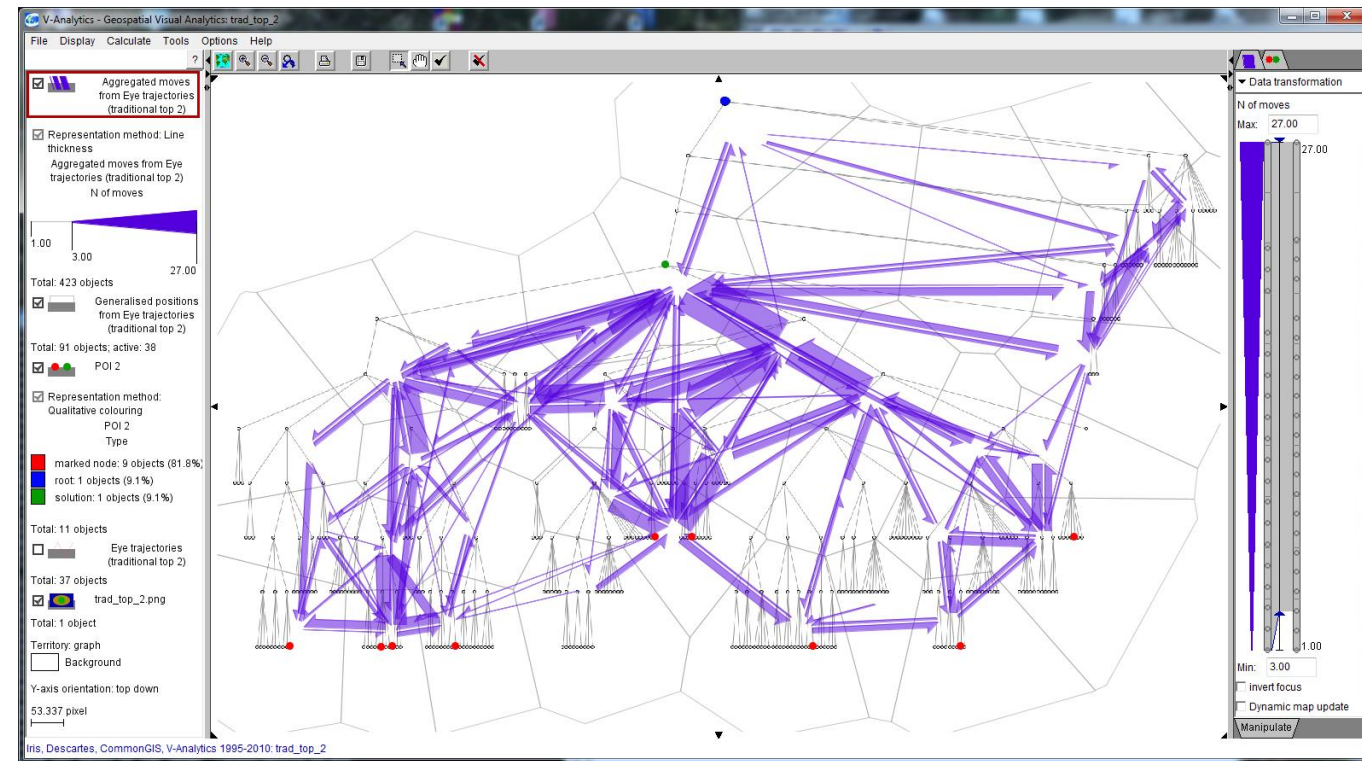 V-Analytics - Geospatial Visual Analytics: trad_top_2
File Display Calculate Tools Options Help
?
Aggregated moves
from Eye trajectories
(traditional top 2)
Representation method: Line
thickness
Aggregated moves from Eye
trajectories (traditional top 2)
N of moves
1.00
3.00
27.00
Total: 423 objects
Generalised positions
from Eye trajectories
(traditional top 2)
Total: 91 objects; active: 38
POI 2
Representation method:
Qualitative colouring
POI 2
Type
marked node: 9 objects (81.8%)
root: 1 objects (9.1%)
solution: 1 objects (9.1%)
Total: 11 objects
Eye trajectories
(traditional top 2)
Total: 37 objects
trad_top_2.png
Total: 1 object
Territory: graph
Background
Y-axis orientation: top down
53.337 pixel
Iris, Descartes, CommonGIS, V-Analytics 1995-2010: trad_top_2
Data transformation
N of moves
Max: 27.00
27.00
1.00
Min: 3.00
invert focus
Dynamic map update
Manipulate